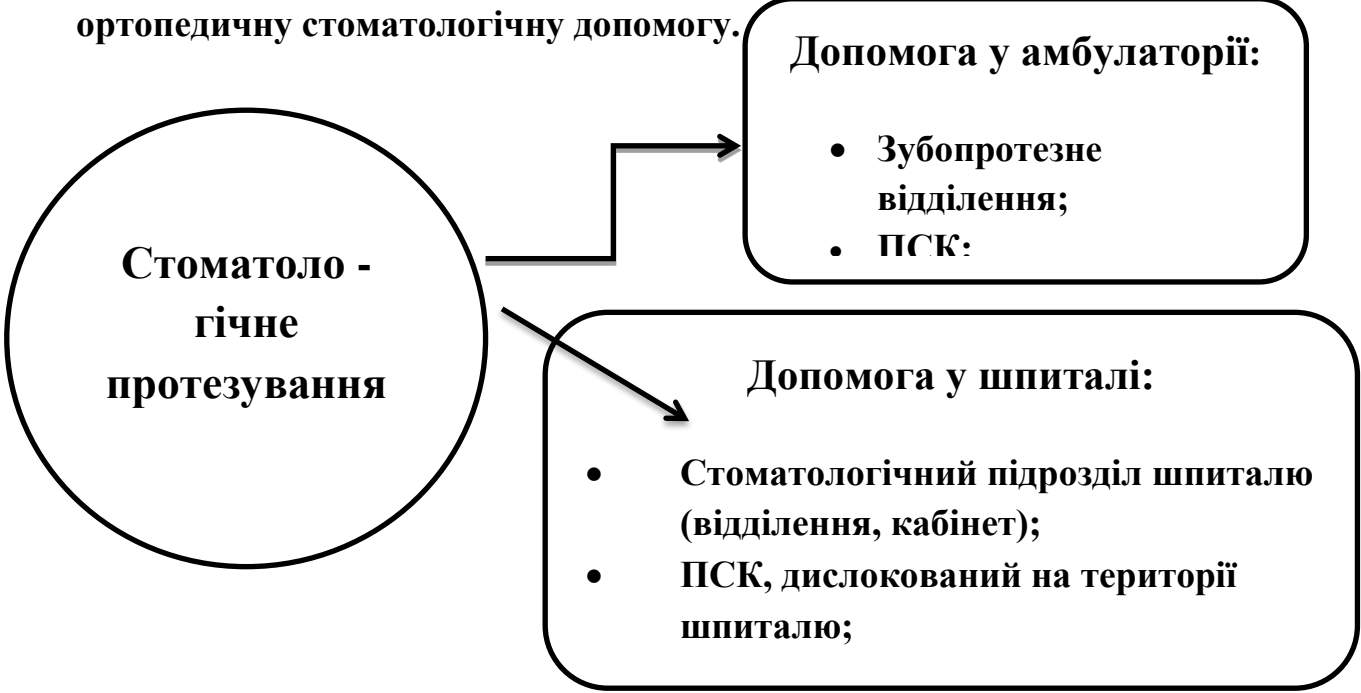 ортопедичну стоматологічну допомогу.
Допомога у амбулаторії:
• Зубопротезне
відділення;
• ПСК;
Стоматоло -
гічне
протезування
Допомога у шпиталі:
• Стоматологічний підрозділ шпиталю
(відділення, кабінет);
• ПСК, дислокований на території
шпиталю;